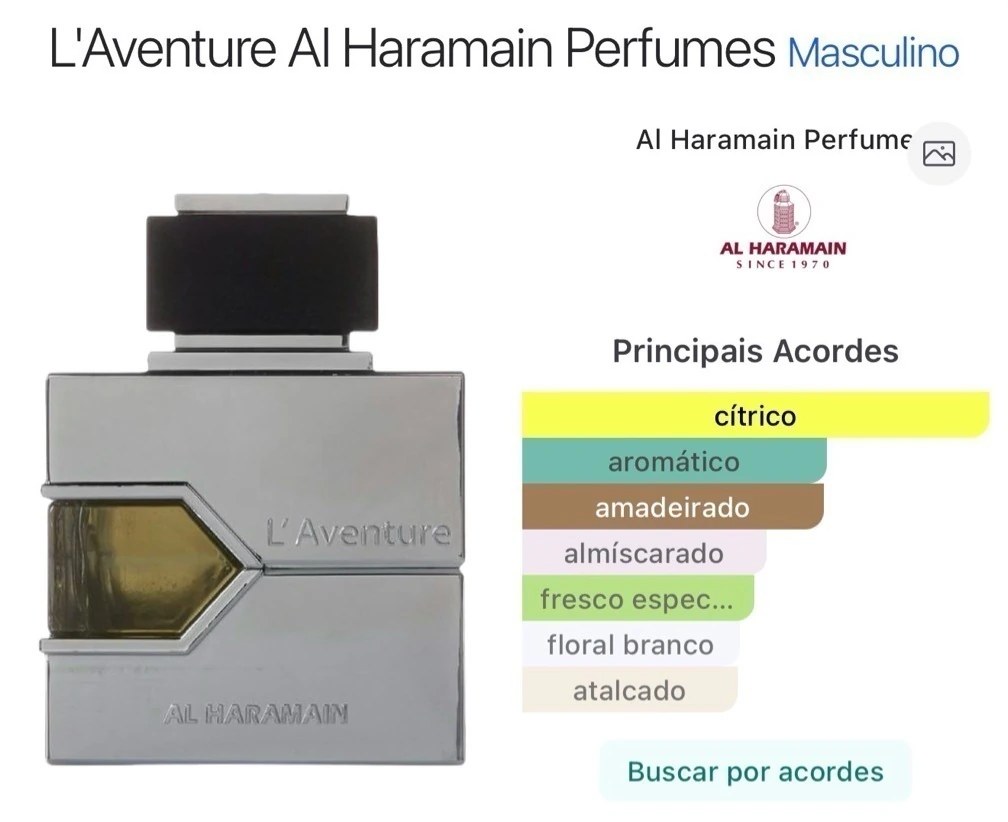 L'Aventure Al Haramain Perfumes Masculino
Al Haramain Perfume
AL HARAMAIN
SINCE 1970
Principais Acordes
cítrico
aromático
amadeirado
almíscarado
fresco espec...
floral branco
atalcado
Buscar por acordes
L'Aventure
AL HARAMAIN